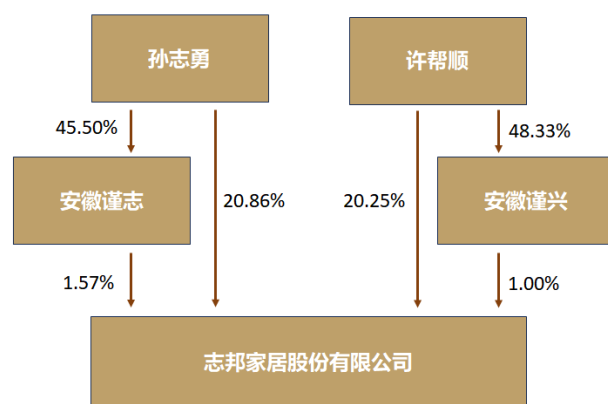 孙志勇
许帮顺
45.50%
48.33%
安徽谨志
20.86%
20.25%
安徽谨兴
1.57%
1.00%
志邦家居股份有限公司